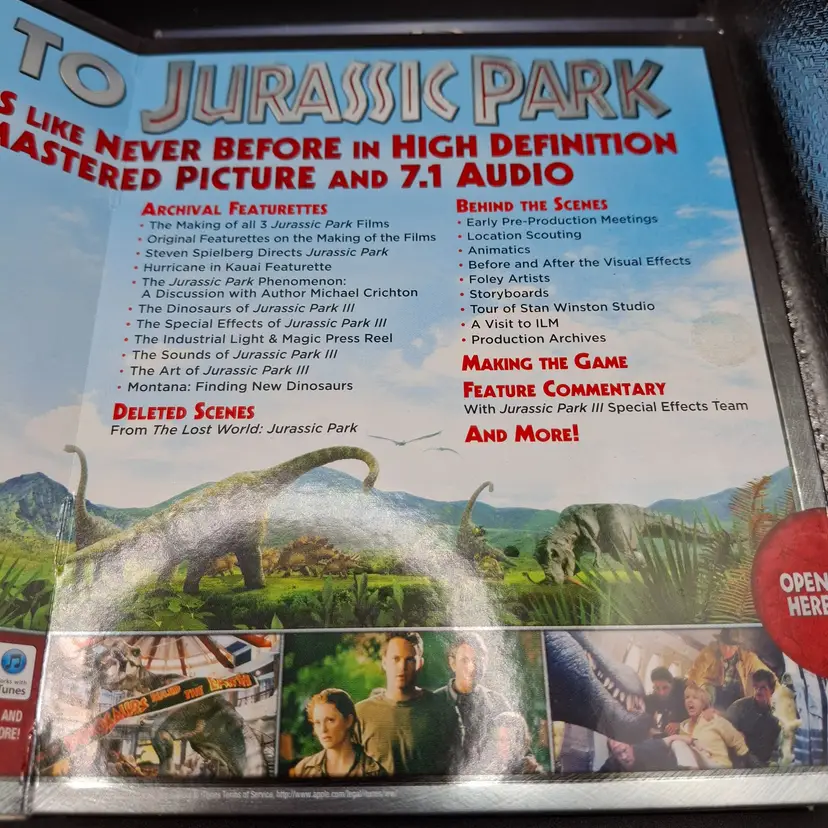 TO JURASSIC PARK
S LIKE NEVER BEFORE IN HIGH DEFINITION
MASTERED PICTURE AND 7.1 AUDIO
ARCHIVAL FEATURETTES
• The Making of all 3 Jurassic Park Films
• Original Featurettes on the Making of the Films
• Steven Spielberg Directs Jurassic Park
• Hurricane in Kauai Featurette
• The Jurassic Park Phenomenon:
A Discussion with Author Michael Crichton
• The Dinosaurs of Jurassic Park III
• The Special Effects of Jurassic Park III
• The Industrial Light & Magic Press Reel
• The Sounds of Jurassic Park III
• The Art of Jurassic Park III
• Montana: Finding New Dinosaurs
DELETED SCENES
From The Lost World: Jurassic Park
BEHIND THE SCENES
• Early Pre-Production Meetings
• Location Scouting
• Animatics
• Before and After the Visual Effects
• Foley Artists
• Storyboards
• Tour of Stan Winston Studio
• A Visit to ILM
• Production Archives
MAKING THE GAME
FEATURE COMMENTARY
With Jurassic Park III Special Effects Team
AND MORE!
OPEN
HERE
Tunes
AND
ORE!